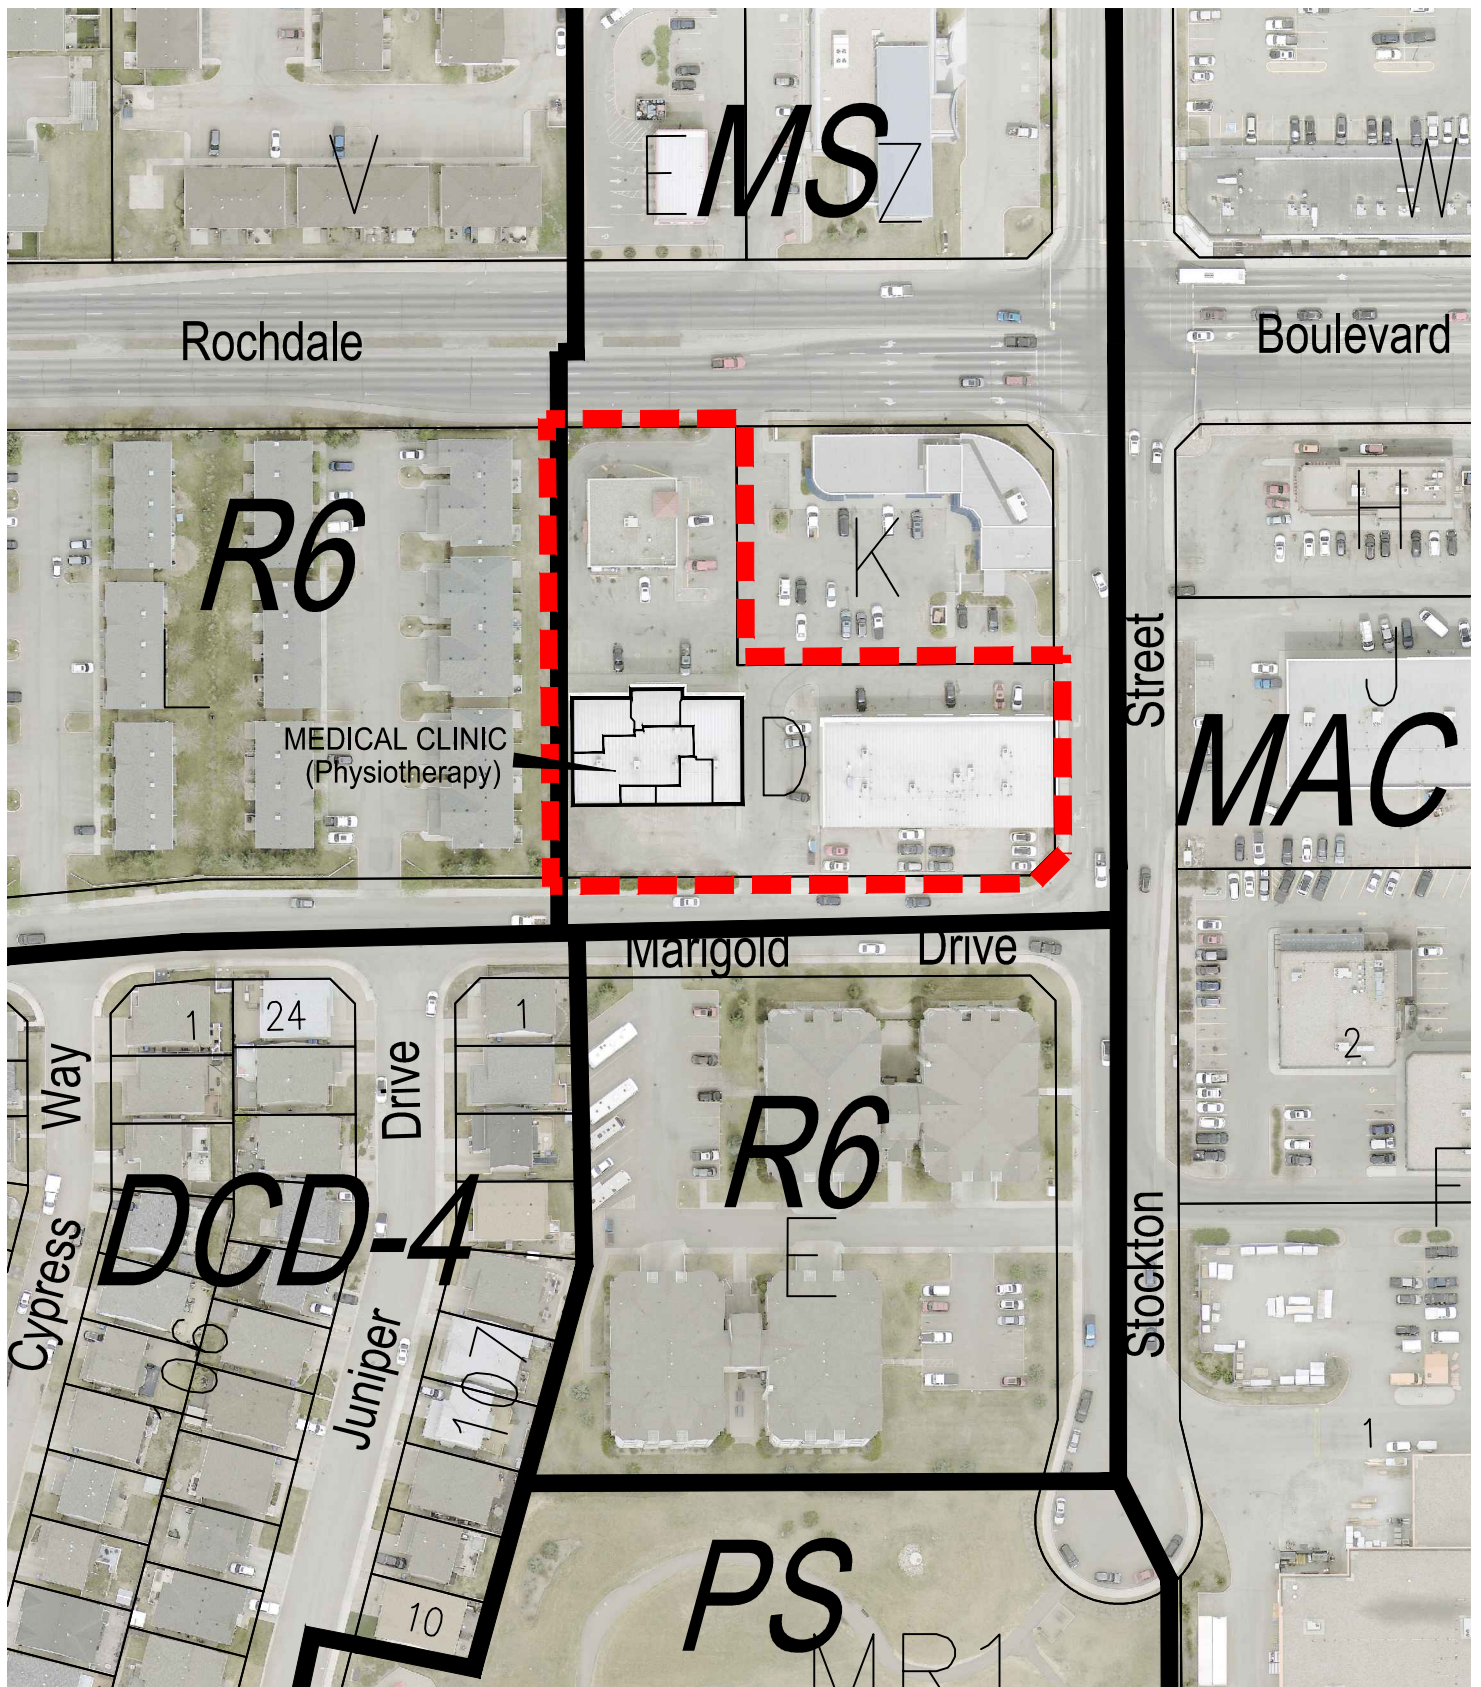 V
E
MS
Z
W
Rochdale
Boulevard
R6
K
H
L
MEDICAL CLINIC
(Physiotherapy)
D
Street
J
MAC
Marigold
Drive
1
24
1
Way
Drive
2
R6
DCD-4
E
F
Cypress
Juniper
106
107
Stockton
1
10
PS
MR1